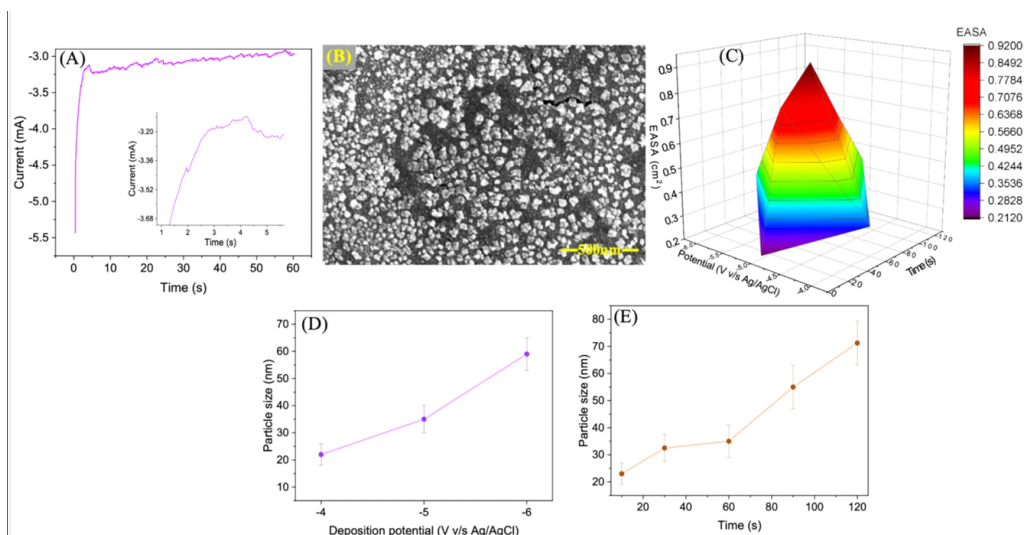 (A)
-3.0
-3.5
-4.0
-4.5
-5.0
-5.5
Current (mA)
0 10 20 30 40 50 60
Time (s)
-3.20
-3.36
-3.52
-3.68
Current (mA)
1 2 3 4 5
Time (s)
(B)
500nm
(C)
0.9
0.8
0.7
0.6
0.5
0.4
0.3
0.2
EASA (cm2)
Potential (V v/s Ag/AgCl)
Time (s)
EASA
0.9200
0.8492
0.7784
0.7076
0.6368
0.5660
0.4952
0.4244
0.3536
0.2828
0.2120
(D)
70
60
50
40
30
20
10
Particle size (nm)
-4 -5 -6
Deposition potential (V v/s Ag/AgCl)
(E)
80
70
60
50
40
30
20
Particle size (nm)
20 40 60 80 100 120
Time (s)